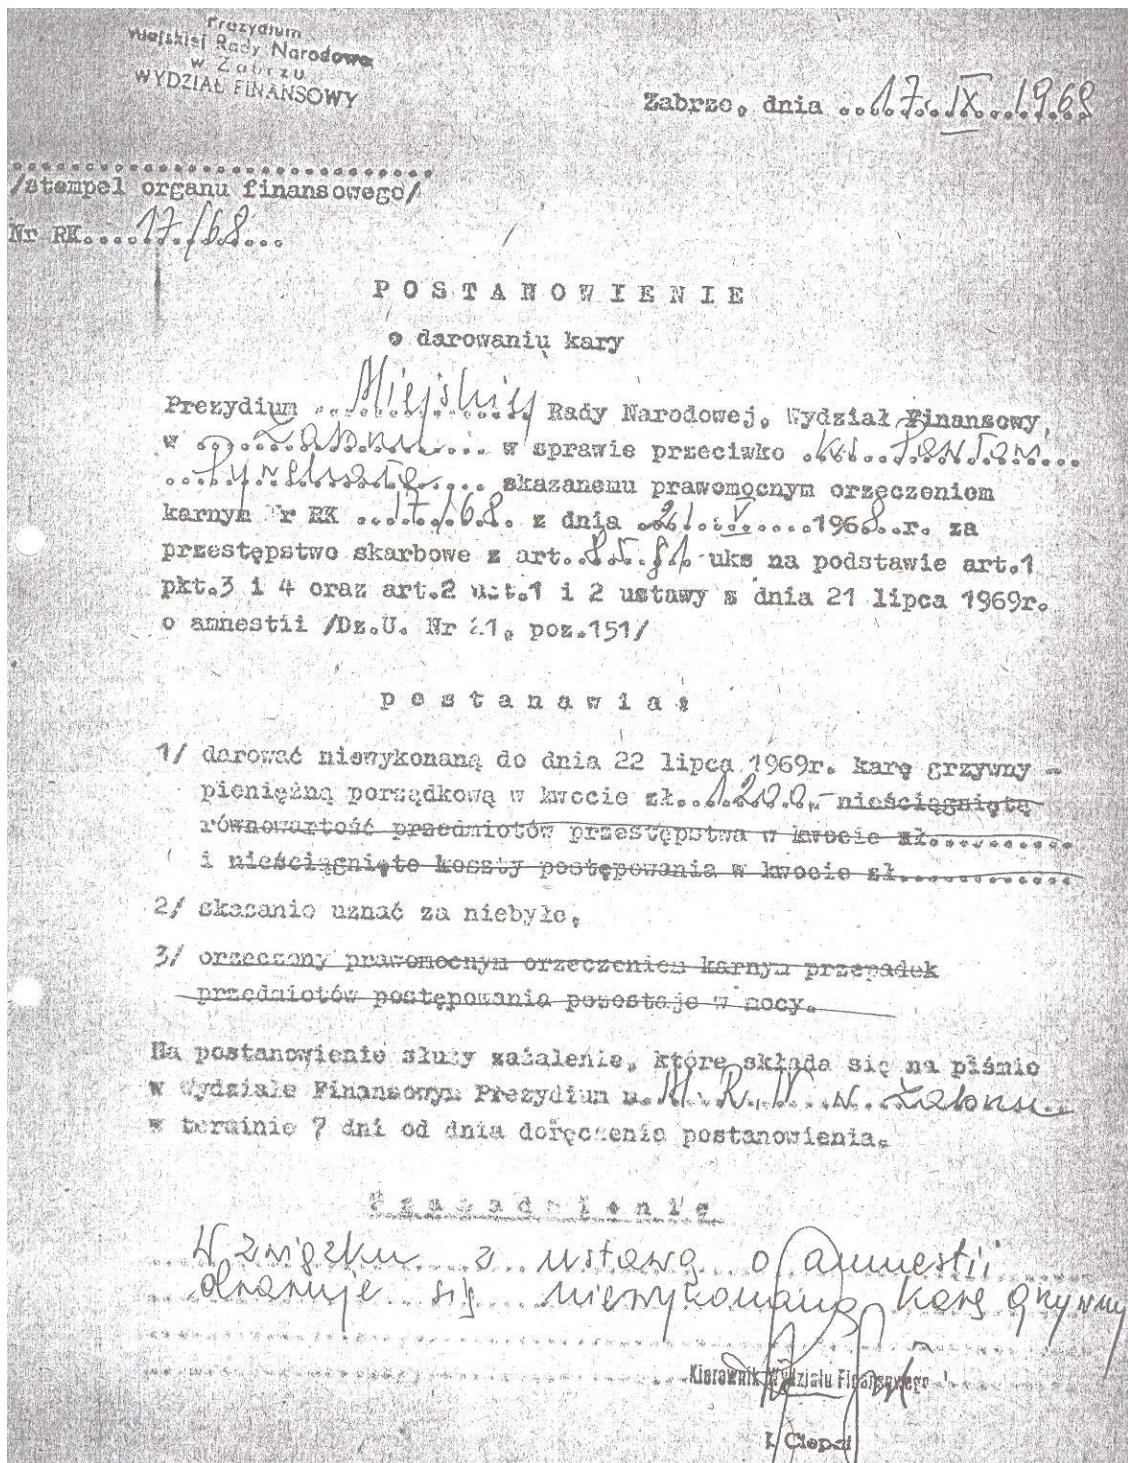 Prezydium
Miejskiej Rady Narodowej
w Zabrzu
WYDZIAŁ FINANSOWY
Zabrze, dnia ..17. IX. 1968
/stempel organu finansowego/
Nr RK....17/68...
P O S T A N O W I E N I E
o darowaniu kary
Prezydium ...Miejskiej Rady Narodowej, Wydział Finansowy,
w ...Zabrzu... w sprawie przeciwko ...ks.
skazanemu prawomocnym orzeczeniem
karnym Nr RK ...17/68. z dnia .21. V ....1968.r. za
przestępstwo skarbowe z art. uks na podstawie art.1
pkt.3 i 4 oraz art.2 ust.1 i 2 ustawy z dnia 21 lipca 1969r.
o amnestii /Dz.U. Nr 21, poz.151/
p o s t a n a w i a :
1/ darować niewykonaną do dnia 22 lipca 1969r. karę grzywny -
pieniężną porządkową w kwocie zł..1200,- nieściągniętą
równowartość przedmiotów przestępstwa w kwocie zł..........
i nieściągnięte koszty postępowania w kwocie zł............
2/ skazanie uznać za niebyłe,
3/ orzeczony prawomocnym orzeczeniem karnym przepadek
przedmiotów postępowania pozostaje w mocy.
Na postanowienie służy zażalenie, które składa się na piśmie
w Wydziale Finansowym Prezydium M.R.N. w Zabrzu..
w terminie 7 dni od dnia doręczenia postanowienia.
U z a s a d n i e n i e
W związku z ustawą o amnestii
daruje się niewykonaną karę grzywny
Kierownik Wydziału Finansowego